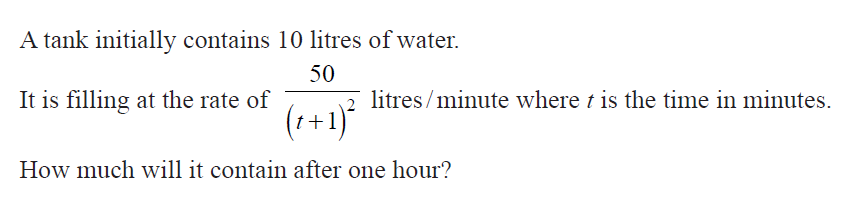 A tank initially contains 10 litres of water.
It is filling at the rate of 50/(t+1)² litres/minute where t is the time in minutes.
How much will it contain after one hour?